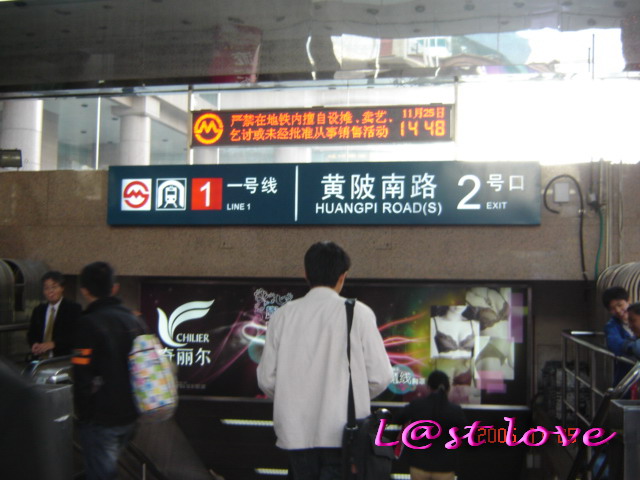 严禁在地铁内擅自设摊、卖艺、
乞讨或未经批准从事销售活动
11月25日
14 48
1 一号线
LINE 1
黄陂南路
HUANGPI ROAD(S)
2 号口
EXIT
CHILIER
奇丽尔
L@st love